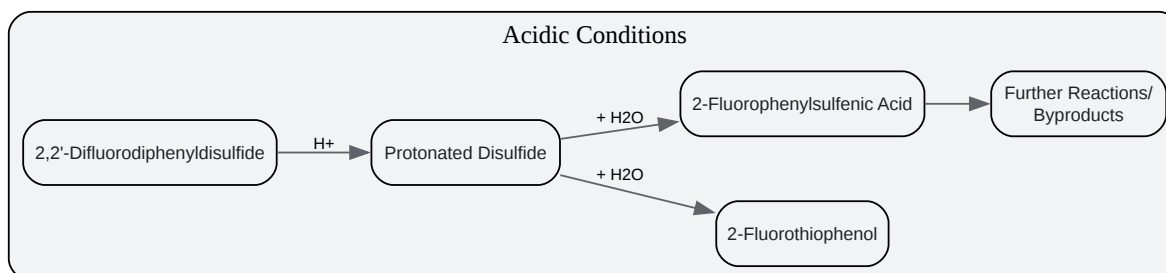 Acidic Conditions
2,2'-Difluorodiphenyldisulfide
H+
Protonated Disulfide
+ H2O
2-Fluorophenylsulfenic Acid
Further Reactions/
Byproducts
+ H2O
2-Fluorothiophenol